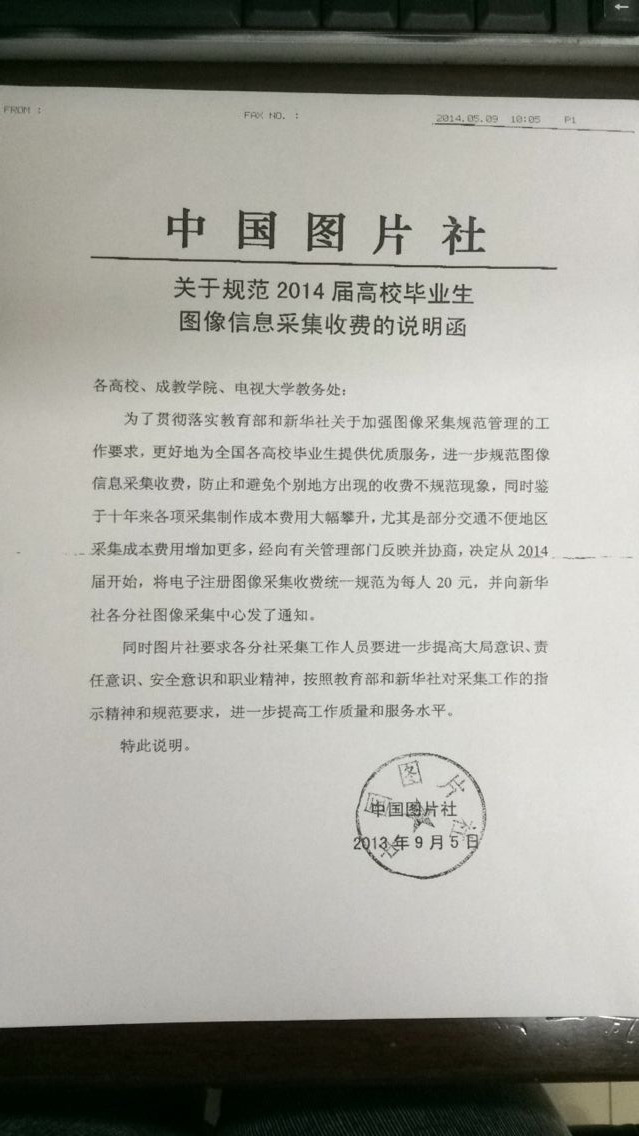 FROM :
FAX NO. :
2014.05.09 10:05 P1
中国图片社
关于规范 2014 届高校毕业生
图像信息采集收费的说明函
各高校、成教学院、电视大学教务处：
为了贯彻落实教育部和新华社关于加强图像采集规范管理的工
作要求，更好地为全国各高校毕业生提供优质服务，进一步规范图像
信息采集收费，防止和避免个别地方出现的收费不规范现象，同时鉴
于十年来各项采集制作成本费用大幅攀升，尤其是部分交通不便地区
采集成本费用增加更多，经向有关管理部门反映并协商，决定从 2014
届开始，将电子注册图像采集收费统一规范为每人 20 元，并向新华
社各分社图像采集中心发了通知。
同时图片社要求各分社采集工作人员要进一步提高大局意识、责
任意识、安全意识和职业精神，按照教育部和新华社对采集工作的指
示精神和规范要求，进一步提高工作质量和服务水平。
特此说明。
中国图片社
中国图片社
2013 年 9 月 5 日